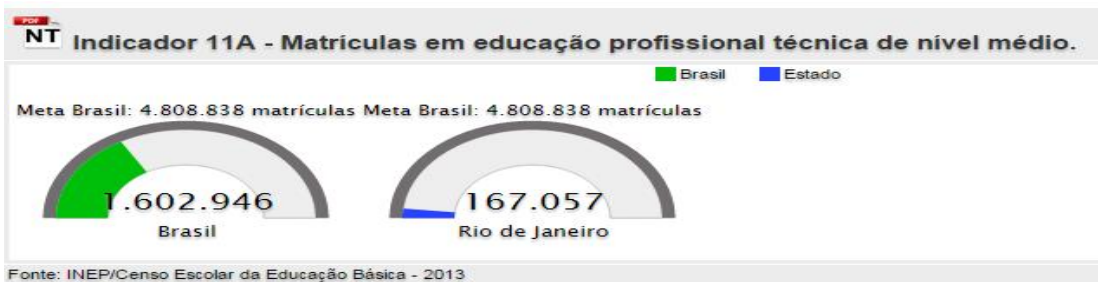 PDF
NT
Indicador 11A - Matrículas em educação profissional técnica de nível médio.
Brasil Estado
Meta Brasil: 4.808.838 matrículas Meta Brasil: 4.808.838 matrículas
1.602.946 167.057
Brasil Rio de Janeiro
Fonte: INEP/Censo Escolar da Educação Básica - 2013